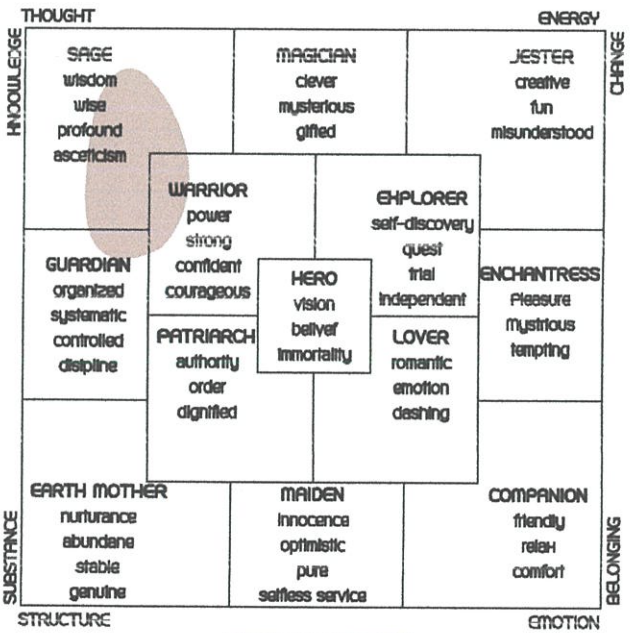 THOUGHT
ENERGY
KNOWLEDGE
CHANGE
SAGE
wisdom
wise
profound
asceticism
MAGICIAN
clever
mysterious
gifted
JESTER
creative
fun
misunderstood
WARRIOR
power
strong
confident
courageous
EXPLORER
self-discovery
quest
trial
independent
GUARDIAN
organized
systematic
controlled
disipline
HERO
vision
belivef
immortality
ENCHANTRESS
Pleasure
Mystrious
tempting
PATRIARCH
authority
order
dignified
LOVER
romantic
emotion
dashing
EARTH MOTHER
nurturance
abundane
stable
genuine
MAIDEN
innocence
optimistic
pure
selfless service
COMPANION
friendly
relax
comfort
SUBSTANCE
BELONGING
STRUCTURE
EMOTION